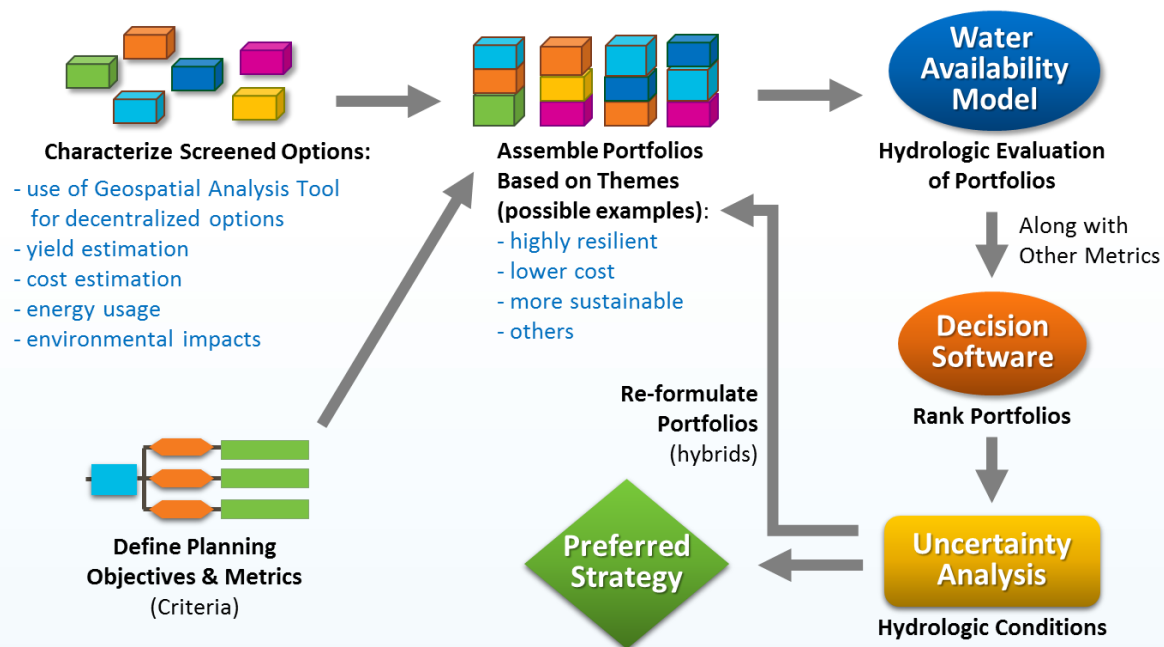 Characterize Screened Options:
- use of Geospatial Analysis Tool
for decentralized options
- yield estimation
- cost estimation
- energy usage
- environmental impacts
Assemble Portfolios
Based on Themes
(possible examples):
- highly resilient
- lower cost
- more sustainable
- others
Water
Availability
Model
Hydrologic Evaluation
of Portfolios
Along with
Other Metrics
Decision
Software
Rank Portfolios
Re-formulate
Portfolios
(hybrids)
Define Planning
Objectives & Metrics
(Criteria)
Preferred
Strategy
Uncertainty
Analysis
Hydrologic Conditions